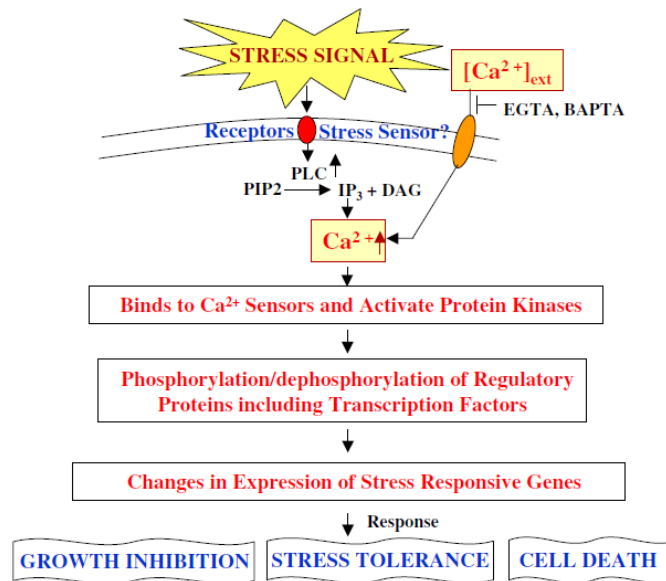 STRESS SIGNAL
[Ca²⁺]ext
EGTA, BAPTA
Receptors Stress Sensor?
PLC
PIP2 IP₃ + DAG
Ca²⁺
Binds to Ca²⁺ Sensors and Activate Protein Kinases
Phosphorylation/dephosphorylation of Regulatory
Proteins including Transcription Factors
Changes in Expression of Stress Responsive Genes
Response
GROWTH INHIBITION STRESS TOLERANCE CELL DEATH